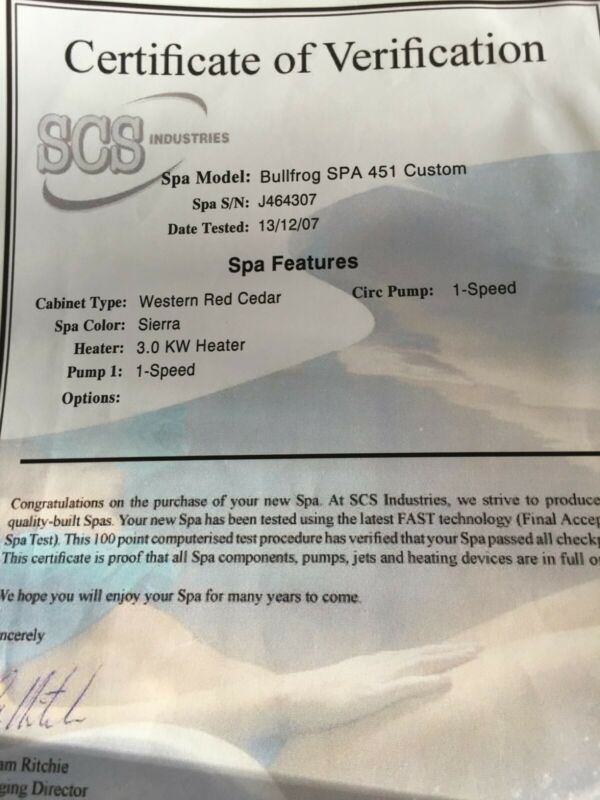 Certificate of Verification
SCS INDUSTRIES
Spa Model: Bullfrog SPA 451 Custom
Spa S/N: J464307
Date Tested: 13/12/07
Spa Features
Cabinet Type: Western Red Cedar
Circ Pump: 1-Speed
Spa Color: Sierra
Heater: 3.0 KW Heater
Pump 1: 1-Speed
Options:
Congratulations on the purchase of your new Spa. At SCS Industries, we strive to produce
quality-built Spas. Your new Spa has been tested using the latest FAST technology (Final Accep
Spa Test). This 100 point computerised test procedure has verified that your Spa passed all checkp
This certificate is proof that all Spa components, pumps, jets and heating devices are in full o
We hope you will enjoy your Spa for many years to come.
ncerely
am Ritchie
ging Director